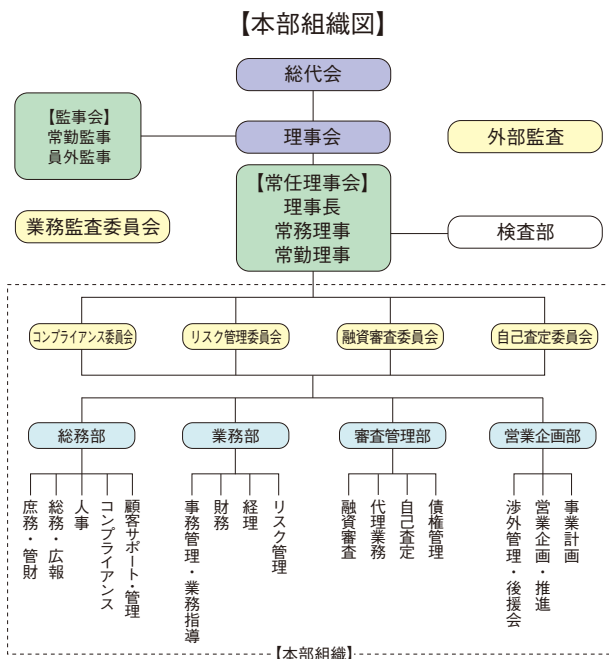 【本部組織図】
総代会
【監事会】
常勤監事
員外監事
理事会
外部監査
【常任理事会】
理事長
常務理事
常勤理事
業務監査委員会
検査部
コンプライアンス委員会
リスク管理委員会
融資審査委員会
自己査定委員会
総務部
業務部
審査管理部
営業企画部
庶務・管財
総務・広報
人事
コンプライアンス
顧客サポート・管理
事務管理・業務指導
財務
経理
リスク管理
融資審査
代理業務
自己査定
債権管理
渉外管理・後援会
営業企画・推進
事業計画
【本部組織】